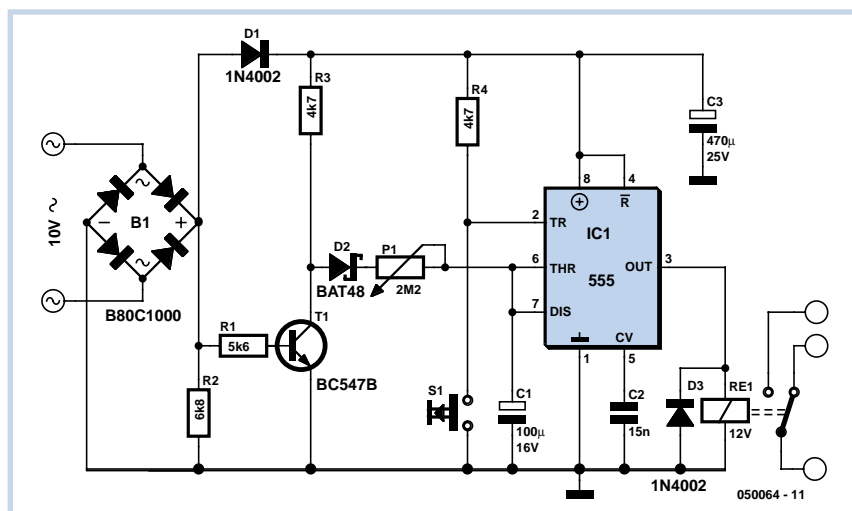 D1
1N4002
R3
4k7
R4
4k7
C3
470µ
25V
10V ~
~
B1
−
+
~
B80C1000
D2
BAT48
P1
2M2
T1
BC547B
R1
5k6
R2
6k8
S1
C1
100µ
16V
8
4
R
2
TR
IC1
6
THR
OUT
3
555
7
DIS
CV
1
5
C2
15n
D3
1N4002
RE1
12V
050064 - 11